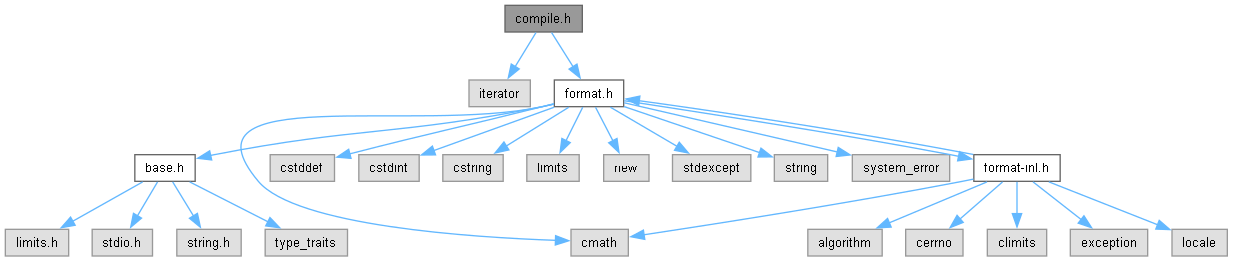 compile.h
iterator
format.h
base.h
cstddef
cstdint
cstring
limits
new
stdexcept
string
system_error
format-inl.h
limits.h
stdio.h
string.h
type_traits
cmath
algorithm
cerrno
climits
exception
locale